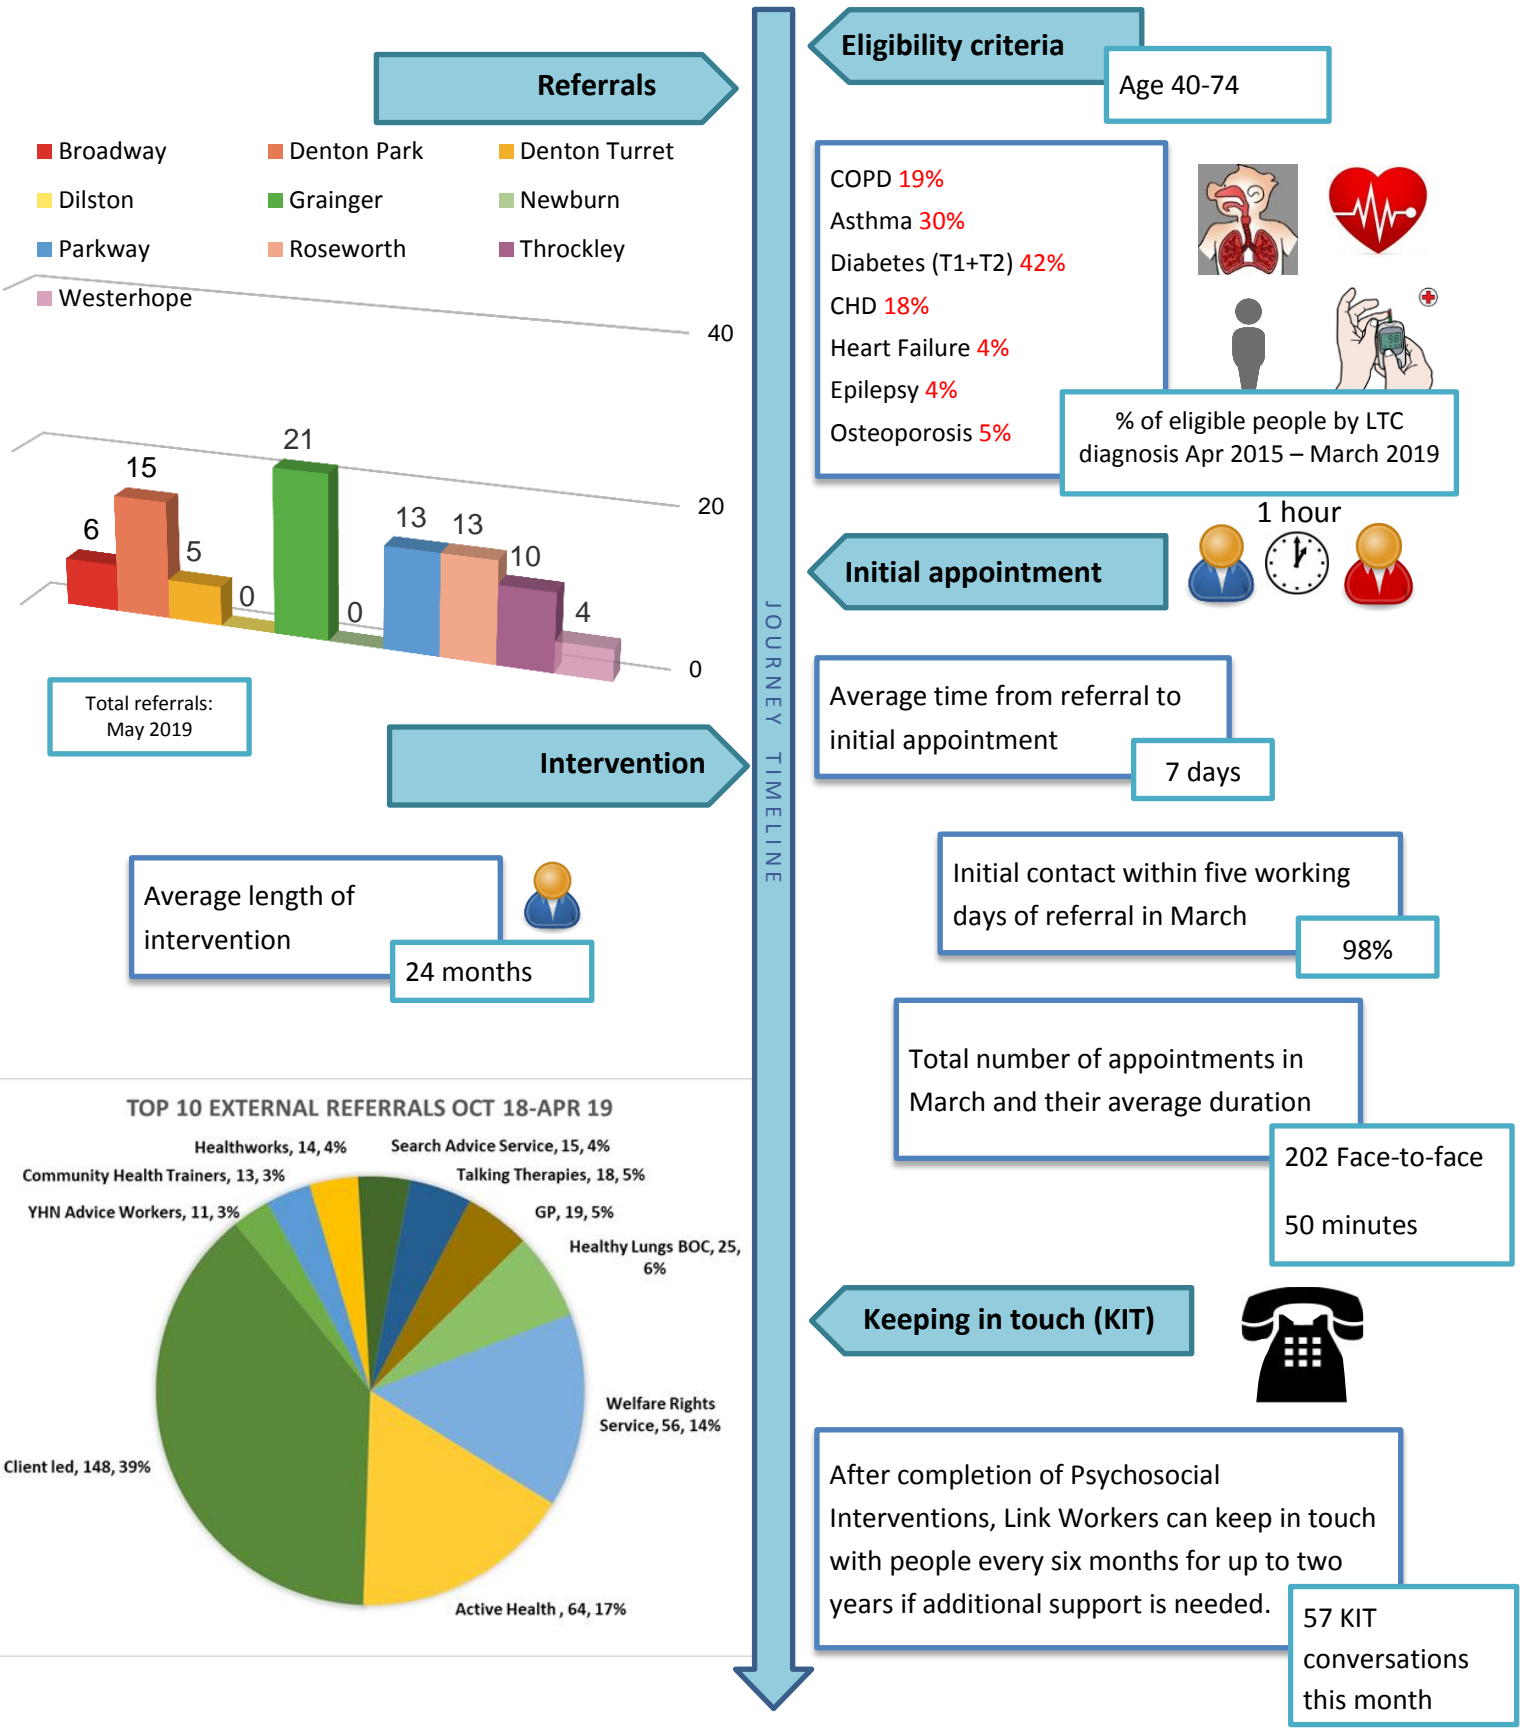 Referrals
Broadway
Denton Park
Denton Turret
Dilston
Grainger
Newburn
Parkway
Roseworth
Throckley
Westerhope
40
20
0
6
15
5
0
21
0
13
13
10
4
Total referrals:
May 2019
Eligibility criteria
Age 40-74
COPD 19%
Asthma 30%
Diabetes (T1+T2) 42%
CHD 18%
Heart Failure 4%
Epilepsy 4%
Osteoporosis 5%
98
% of eligible people by LTC
diagnosis Apr 2015 – March 2019
Initial appointment
1 hour
Average time from referral to
initial appointment
7 days
JOURNEY TIMELINE
Intervention
Average length of
intervention
24 months
Initial contact within five working
days of referral in March
98%
Total number of appointments in
March and their average duration
202 Face-to-face
50 minutes
TOP 10 EXTERNAL REFERRALS OCT 18-APR 19
Healthworks, 14, 4%
Search Advice Service, 15, 4%
Community Health Trainers, 13, 3%
Talking Therapies, 18, 5%
YHN Advice Workers, 11, 3%
GP, 19, 5%
Healthy Lungs BOC, 25,
6%
Welfare Rights
Service, 56, 14%
Client led, 148, 39%
Active Health , 64, 17%
Keeping in touch (KIT)
After completion of Psychosocial
Interventions, Link Workers can keep in touch
with people every six months for up to two
years if additional support is needed.
57 KIT
conversations
this month